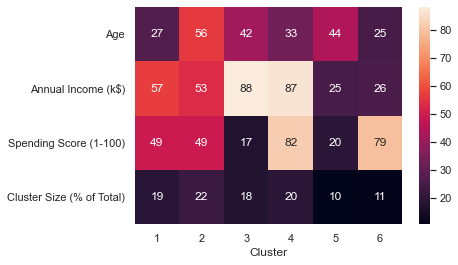 Age 27 56 42 33 44 25
Annual Income (k$) 57 53 88 87 25 26
Spending Score (1-100) 49 49 17 82 20 79
Cluster Size (% of Total) 19 22 18 20 10 11
1 2 3 4 5 6
Cluster
80
70
60
50
40
30
20